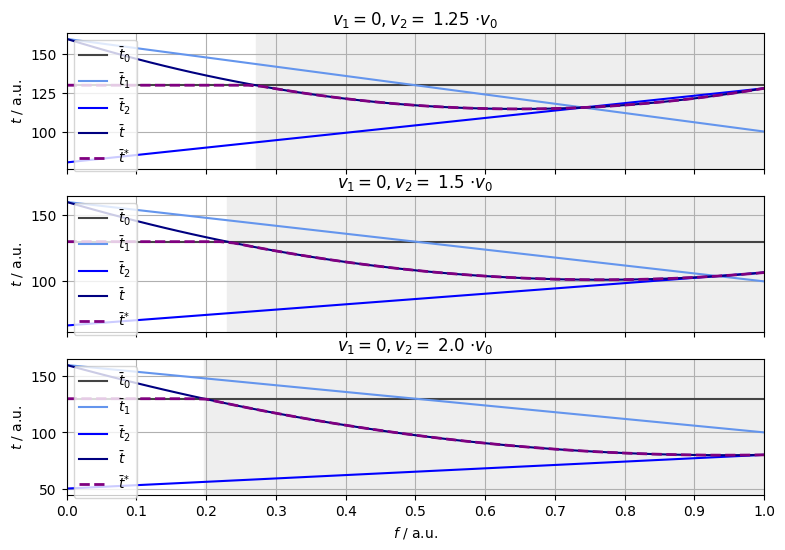 v₁ = 0, v₂ = 1.25 · v₀
t / a.u.
150
125
100
t̄₀
t̄₁
t̄₂
t̄
t̄*
v₁ = 0, v₂ = 1.5 · v₀
t / a.u.
150
100
t̄₀
t̄₁
t̄₂
t̄
t̄*
v₁ = 0, v₂ = 2.0 · v₀
t / a.u.
150
100
50
t̄₀
t̄₁
t̄₂
t̄
t̄*
0.0 0.1 0.2 0.3 0.4 0.5 0.6 0.7 0.8 0.9 1.0
f / a.u.